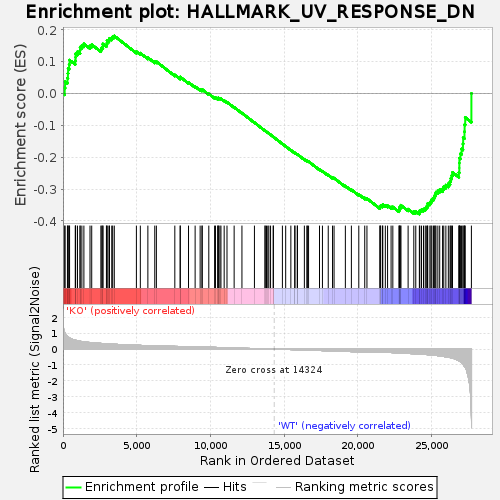 Enrichment plot: HALLMARK_UV_RESPONSE_DN
Enrichment score (ES)
0.2
0.1
0.0
-0.1
-0.2
-0.3
-0.4
'KO' (positively correlated)
Ranked list metric (Signal2Noise)
2
1
0
-1
-2
-3
-4
-5
Zero cross at 14324
'WT' (negatively correlated)
0
5,000
10,000
15,000
20,000
25,000
Rank in Ordered Dataset
Enrichment profile
Hits
Ranking metric scores